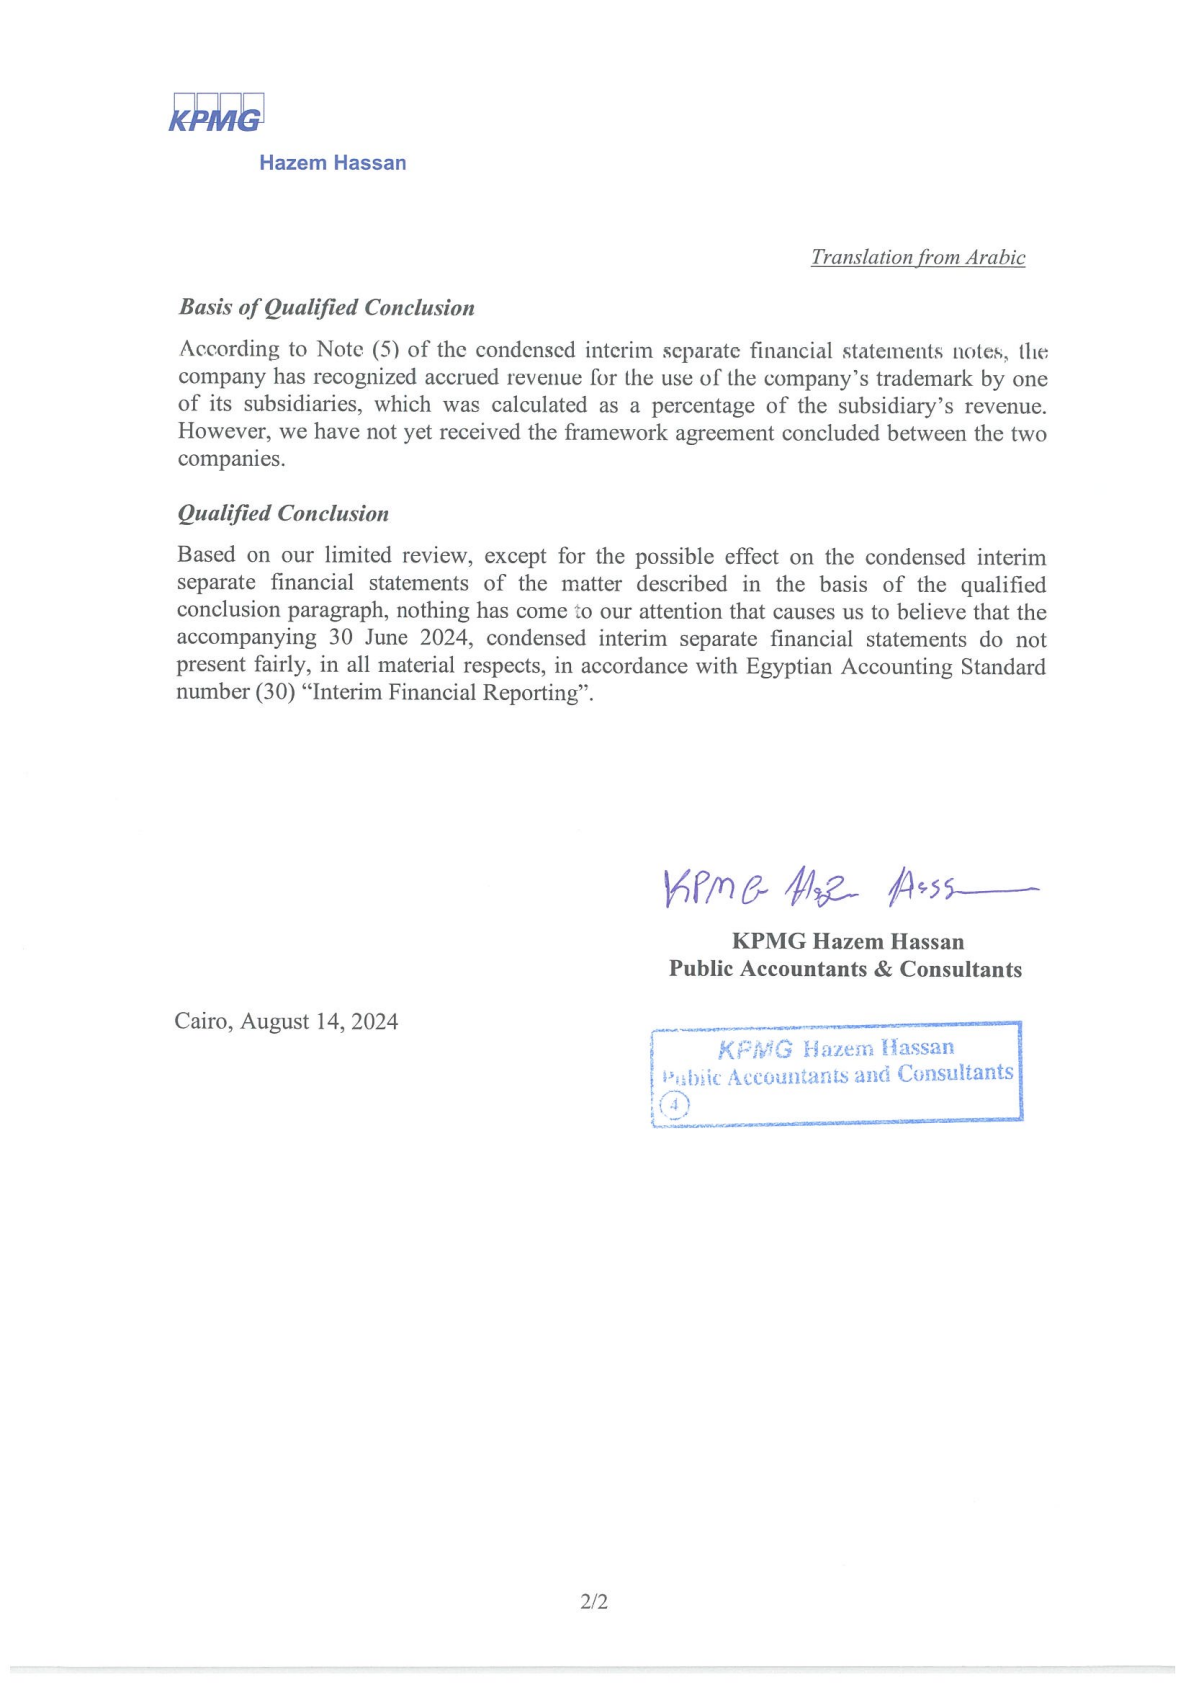 KPMG
Hazem Hassan
Translation from Arabic
Basis of Qualified Conclusion
According to Note (5) of the condensed interim separate financial statements notes, the
company has recognized accrued revenue for the use of the company's trademark by one
of its subsidiaries, which was calculated as a percentage of the subsidiary's revenue.
However, we have not yet received the framework agreement concluded between the two
companies.
Qualified Conclusion
Based on our limited review, except for the possible effect on the condensed interim
separate financial statements of the matter described in the basis of the qualified
conclusion paragraph, nothing has come to our attention that causes us to believe that the
accompanying 30 June 2024, condensed interim separate financial statements do not
present fairly, in all material respects, in accordance with Egyptian Accounting Standard
number (30) “Interim Financial Reporting”.
KPMG
KPMG Hazem Hassan
Public Accountants & Consultants
Cairo, August 14, 2024
KPMG Hazem Hassan
Public Accountants and Consultants
4
2/2